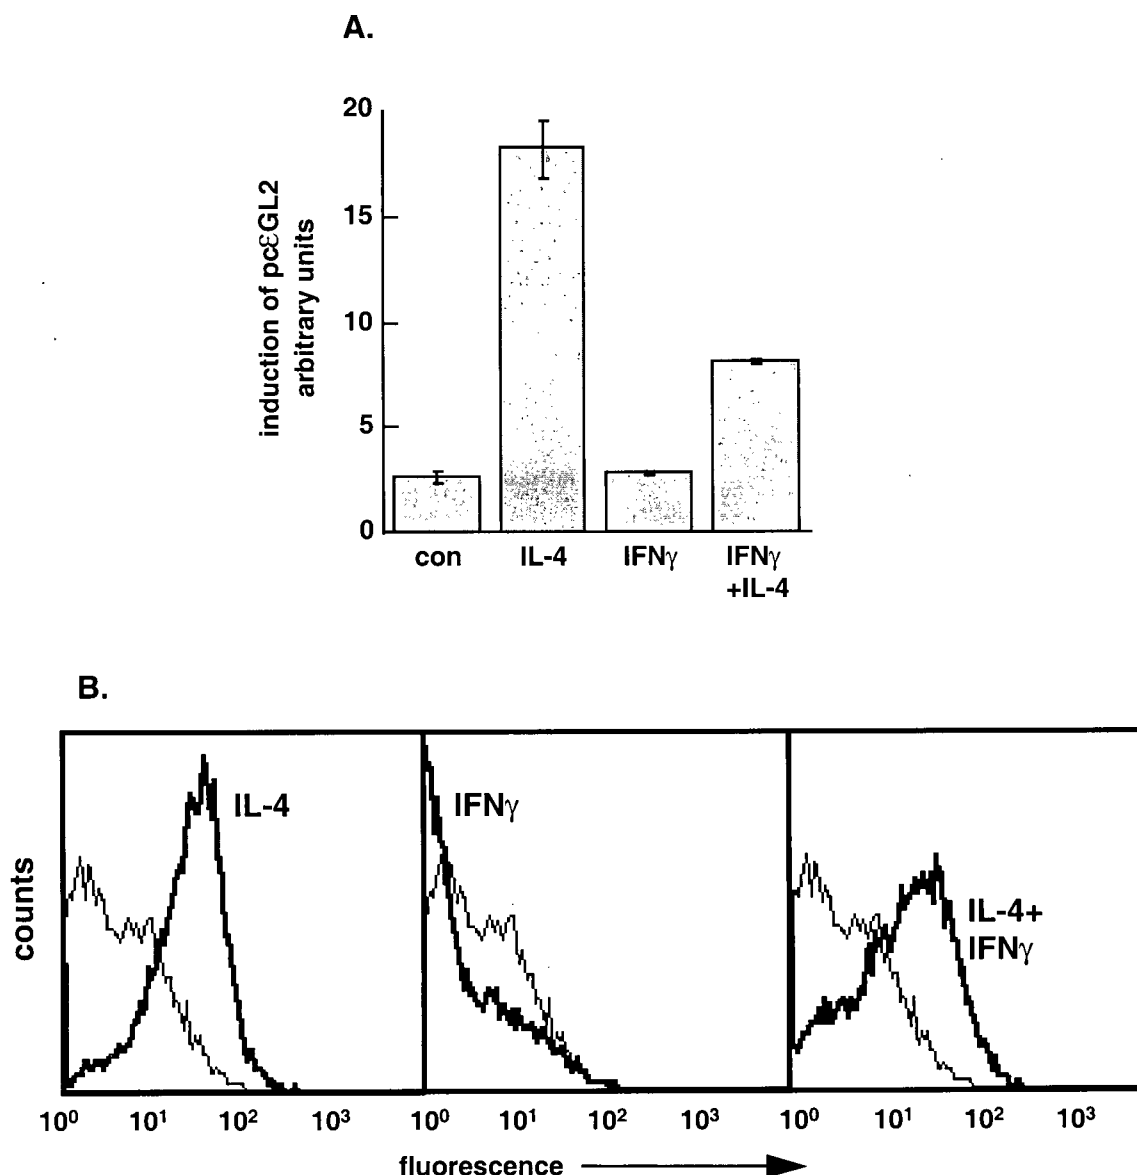 A.
induction of pcεGL2
arbitrary units
20
15
10
5
0
con
IL-4
IFNγ
IFNγ
+IL-4
B.
counts
IL-4
IFNγ
IL-4+
IFNγ
10⁰ 10¹ 10² 10³ 10⁰ 10¹ 10² 10³ 10⁰ 10¹ 10² 10³
fluorescence